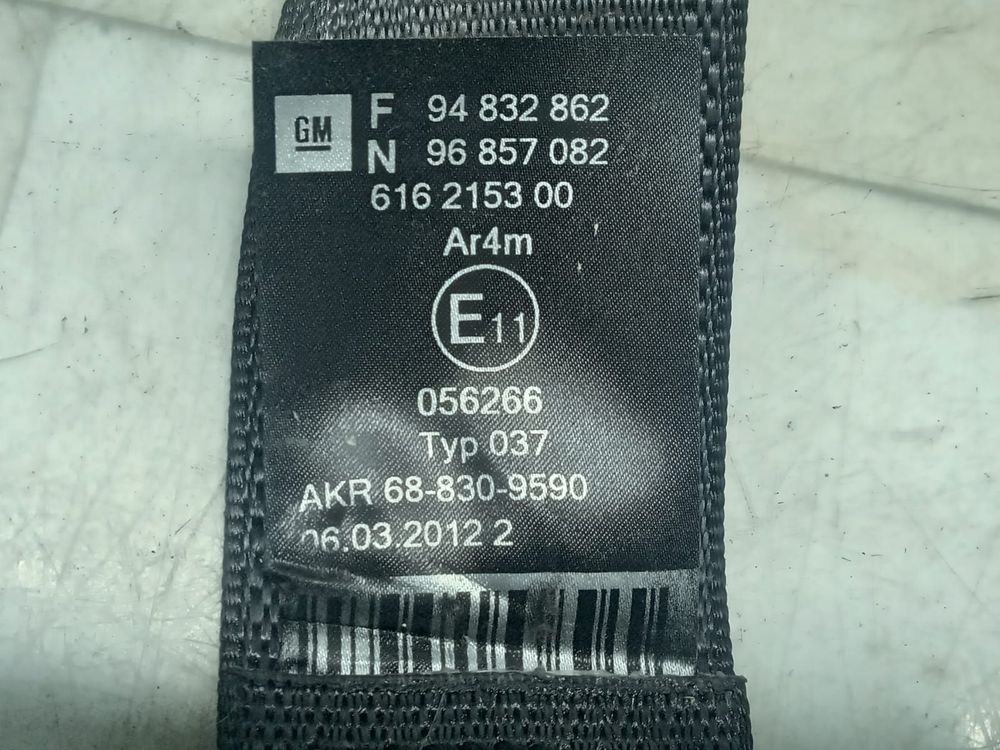 GM
F 94 832 862
N 96 857 082
616 2153 00
Ar4m
E11
056266
Typ 037
AKR 68-830-9590
06.03.2012 2